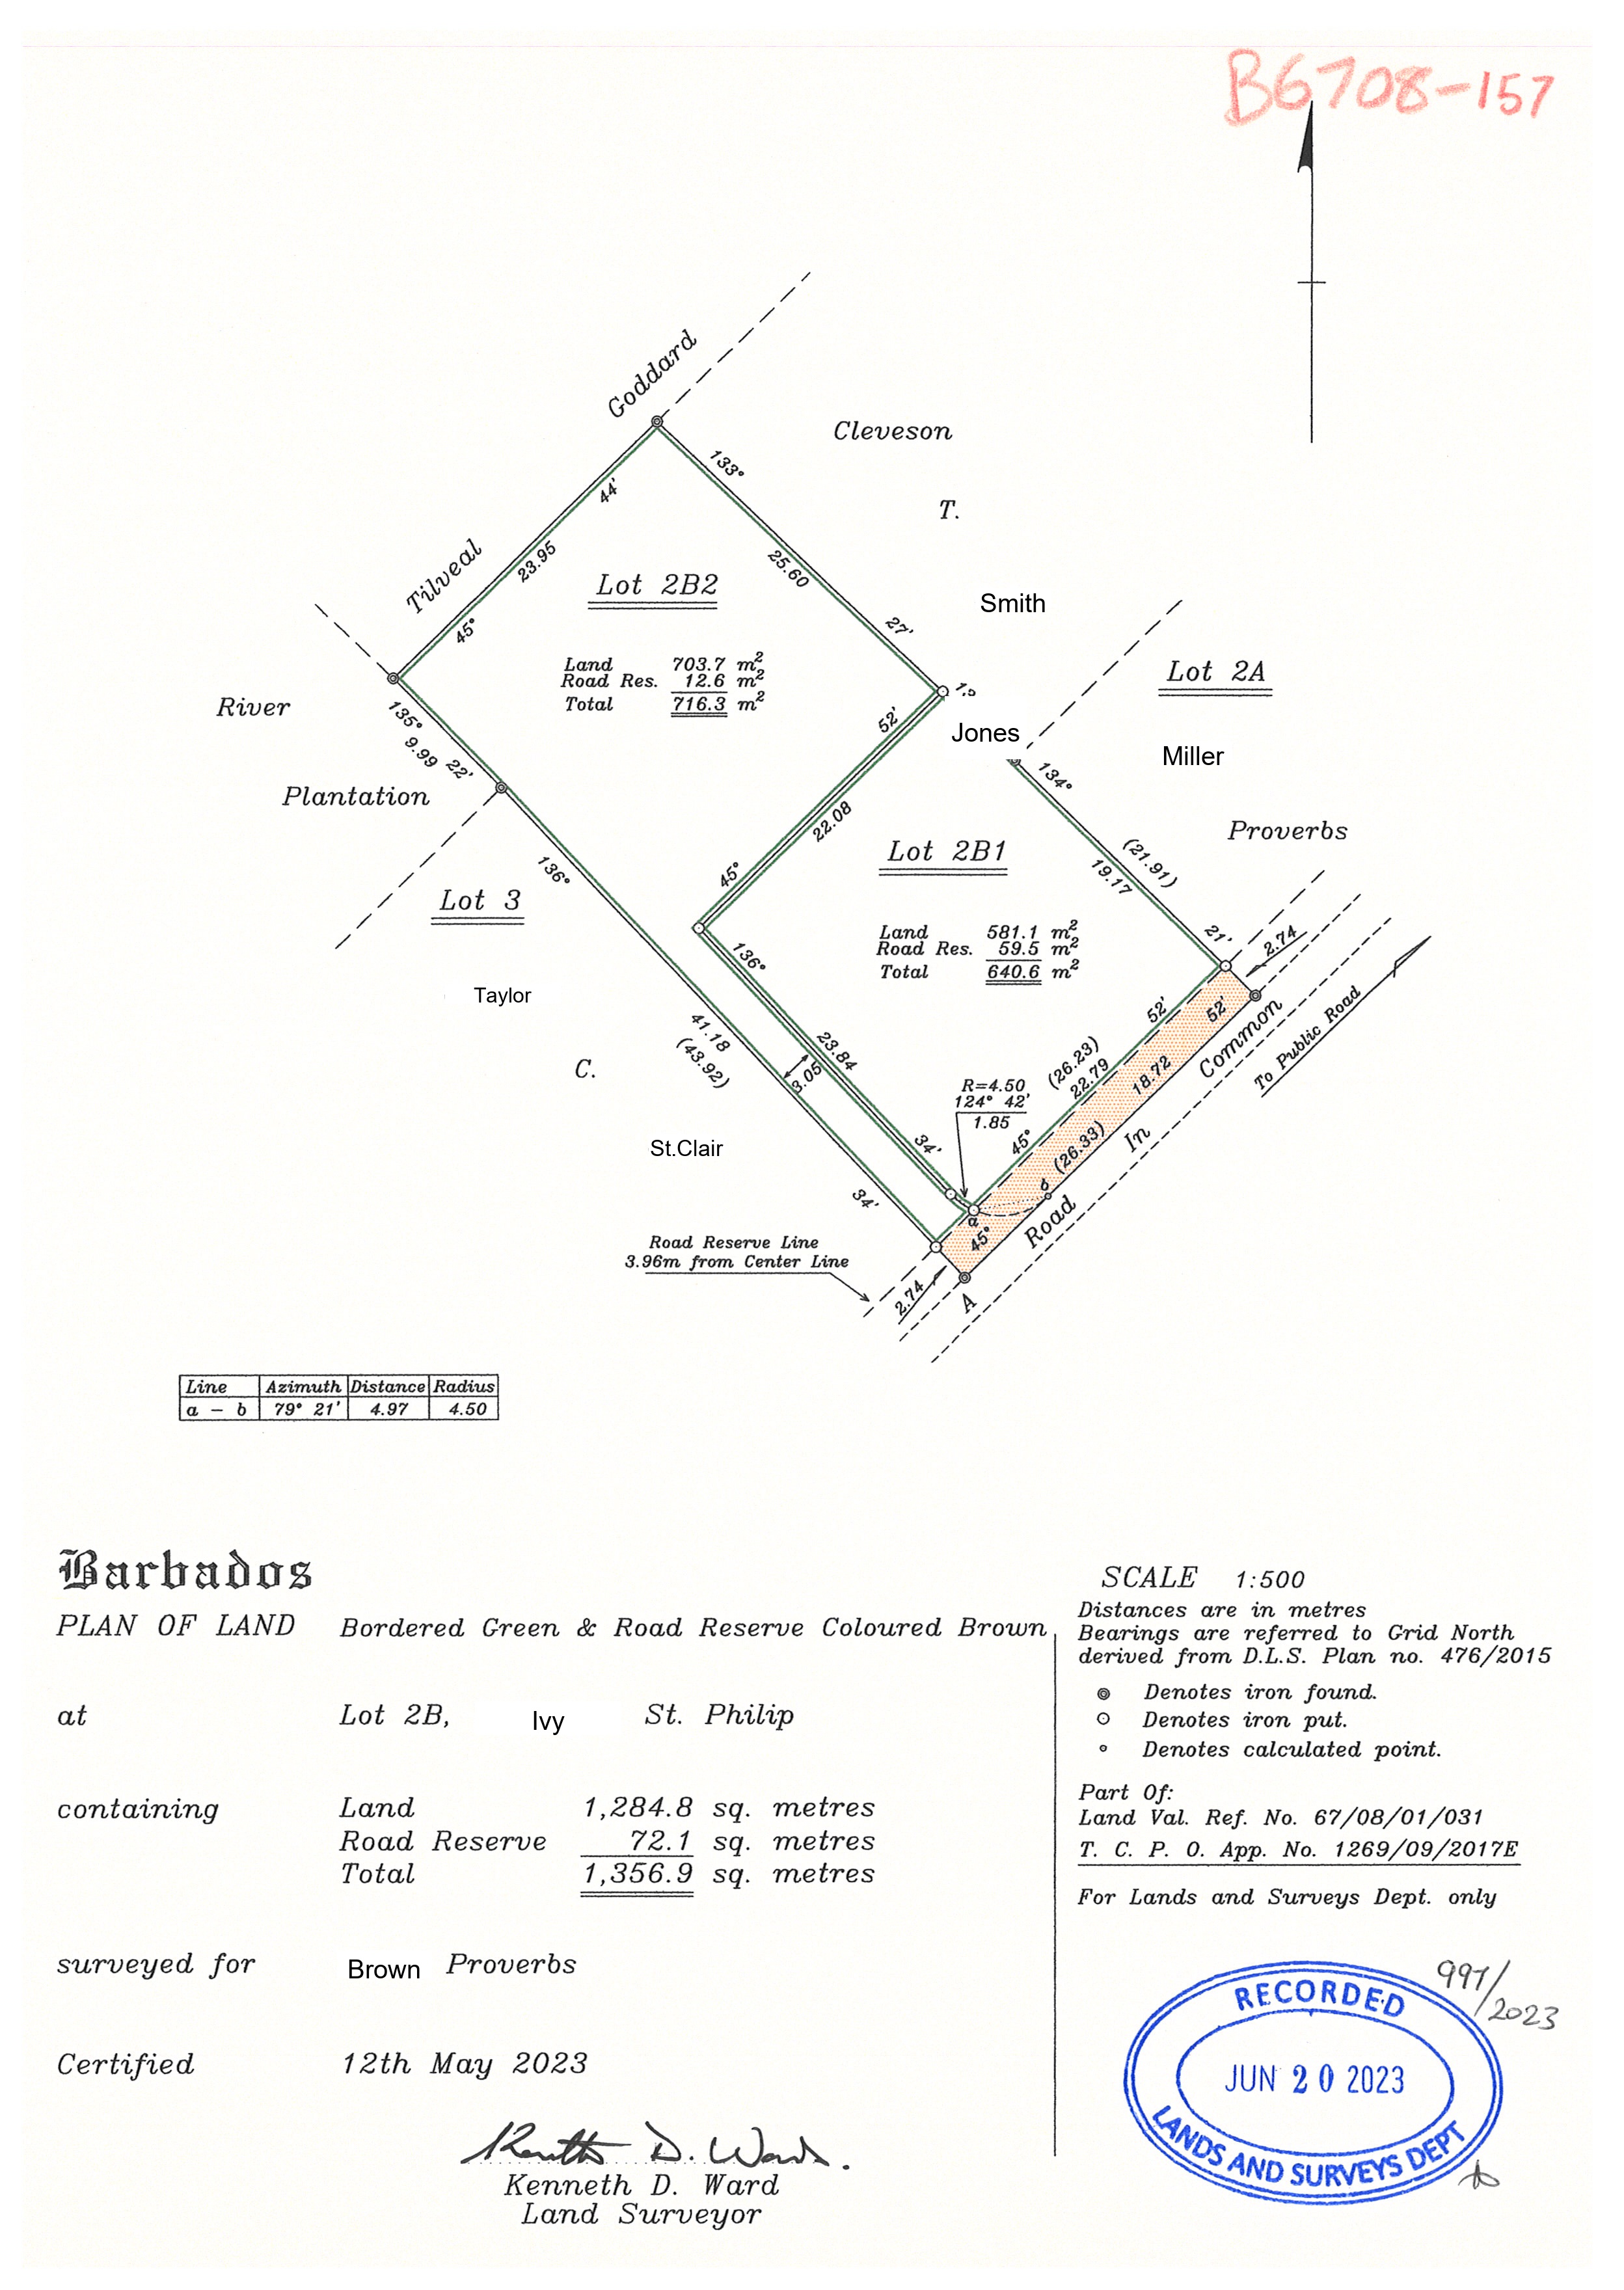 B6708-157
Goddard
Cleveson
133°
44'
T.
Tilveal
23.95
25.60
Lot 2B2
Smith
45°
27'
Land 703.7 m²
Road Res. 12.6 m²
Total 716.3 m²
Lot 2A
River
135°
9.99 22'
52'
Jones
Miller
134°
Plantation
22.08
Proverbs
Lot 2B1
(21.91)
19.17
136°
45°
Lot 3
Land 581.1 m²
Road Res. 59.5 m²
Total 640.6 m²
21'
2.74
136°
Taylor
52'
52'
41.18
(43.92)
23.84
3.05
C.
(26.23)
22.79
18.72
To Public Road
R=4.50
124° 42'
1.85
St.Clair
34'
45°
(26.33)
34'
a
b
45°
A Road In Common
Road Reserve Line
3.96m from Center Line
2.74
Line Azimuth Distance Radius
a - b 79° 21' 4.97 4.50
Barbados
PLAN OF LAND Bordered Green & Road Reserve Coloured Brown
at Lot 2B, Ivy St. Philip
containing Land 1,284.8 sq. metres
Road Reserve 72.1 sq. metres
Total 1,356.9 sq. metres
surveyed for Brown Proverbs
Certified 12th May 2023
Kenneth D. Ward.
Kenneth D. Ward
Land Surveyor
SCALE 1:500
Distances are in metres
Bearings are referred to Grid North
derived from D.L.S. Plan no. 476/2015
Denotes iron found.
Denotes iron put.
Denotes calculated point.
Part Of:
Land Val. Ref. No. 67/08/01/031
T. C. P. O. App. No. 1269/09/2017E
For Lands and Surveys Dept. only
997/2023
RECORDED
JUN 20 2023
LANDS AND SURVEYS DEPT